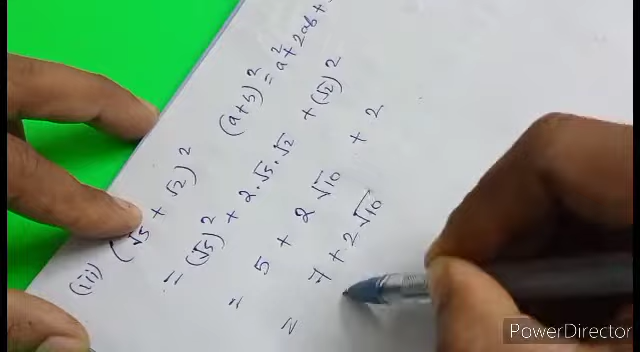 (iii) (√5 + √2)² (a+b)² = a² + 2ab +
= (√5)² + 2·√5·√2 + (√2)²
= 5 + 2√10 + 2
= 7 + 2√10
PowerDirector